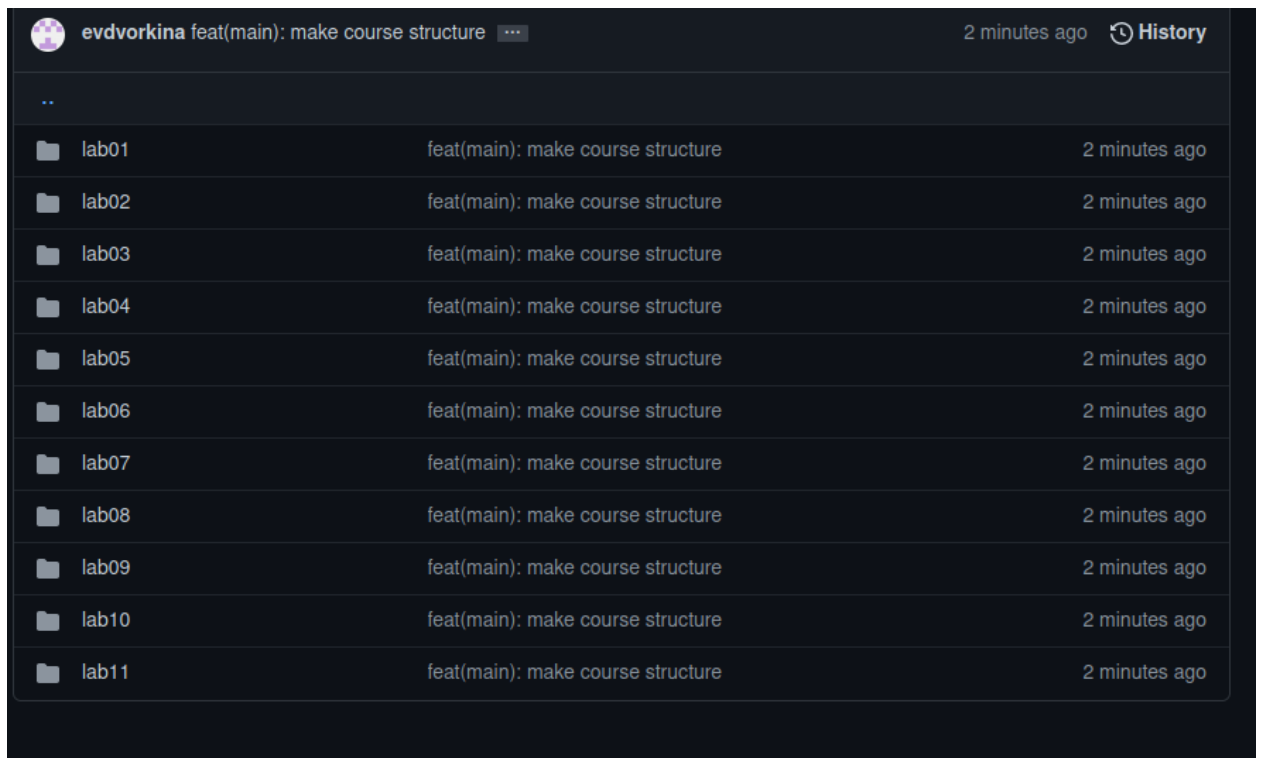 evdvorkina feat(main): make course structure ... 2 minutes ago History
..
lab01 feat(main): make course structure 2 minutes ago
lab02 feat(main): make course structure 2 minutes ago
lab03 feat(main): make course structure 2 minutes ago
lab04 feat(main): make course structure 2 minutes ago
lab05 feat(main): make course structure 2 minutes ago
lab06 feat(main): make course structure 2 minutes ago
lab07 feat(main): make course structure 2 minutes ago
lab08 feat(main): make course structure 2 minutes ago
lab09 feat(main): make course structure 2 minutes ago
lab10 feat(main): make course structure 2 minutes ago
lab11 feat(main): make course structure 2 minutes ago